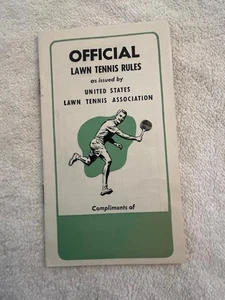 OFFICIAL
LAWN TENNIS RULES
as issued by
UNITED STATES
LAWN TENNIS ASSOCIATION
Compliments of